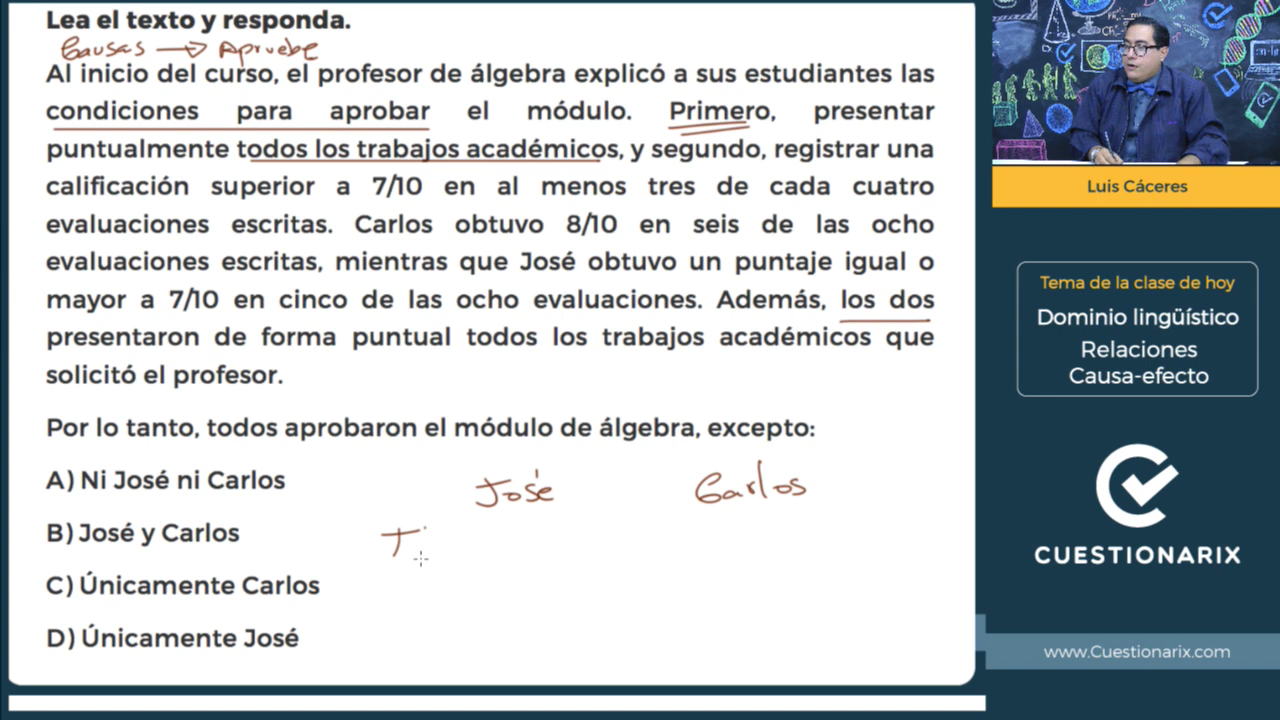 Lea el texto y responda.
Causas → Apruebe
Al inicio del curso, el profesor de álgebra explicó a sus estudiantes las
condiciones para aprobar el módulo. Primero, presentar
puntualmente todos los trabajos académicos, y segundo, registrar una
calificación superior a 7/10 en al menos tres de cada cuatro
evaluaciones escritas. Carlos obtuvo 8/10 en seis de las ocho
evaluaciones escritas, mientras que José obtuvo un puntaje igual o
mayor a 7/10 en cinco de las ocho evaluaciones. Además, los dos
presentaron de forma puntual todos los trabajos académicos que
solicitó el profesor.
Por lo tanto, todos aprobaron el módulo de álgebra, excepto:
A) Ni José ni Carlos
B) José y Carlos
C) Únicamente Carlos
D) Únicamente José
José Carlos
T
Luis Cáceres
Tema de la clase de hoy
Dominio lingüístico
Relaciones
Causa-efecto
CUESTIONARIX
www.Cuestionarix.com